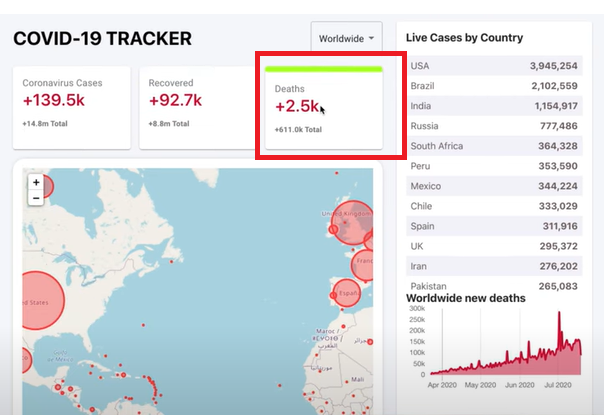 COVID-19 TRACKER
Worldwide
Coronavirus Cases
+139.5k
+14.8m Total
Recovered
+92.7k
+8.8m Total
Deaths
+2.5k
+611.0k Total
+
−
United Kingdom
España
Maroc /
Mali
Live Cases by Country
USA 3,945,254
Brazil 2,102,559
India 1,154,917
Russia 777,486
South Africa 364,328
Peru 353,590
Mexico 344,224
Chile 333,029
Spain 311,916
UK 295,372
Iran 276,202
Pakistan 265,083
Worldwide new deaths
300k
250k
200k
150k
100k
50k
0
Apr 2020 May 2020 Jun 2020 Jul 2020